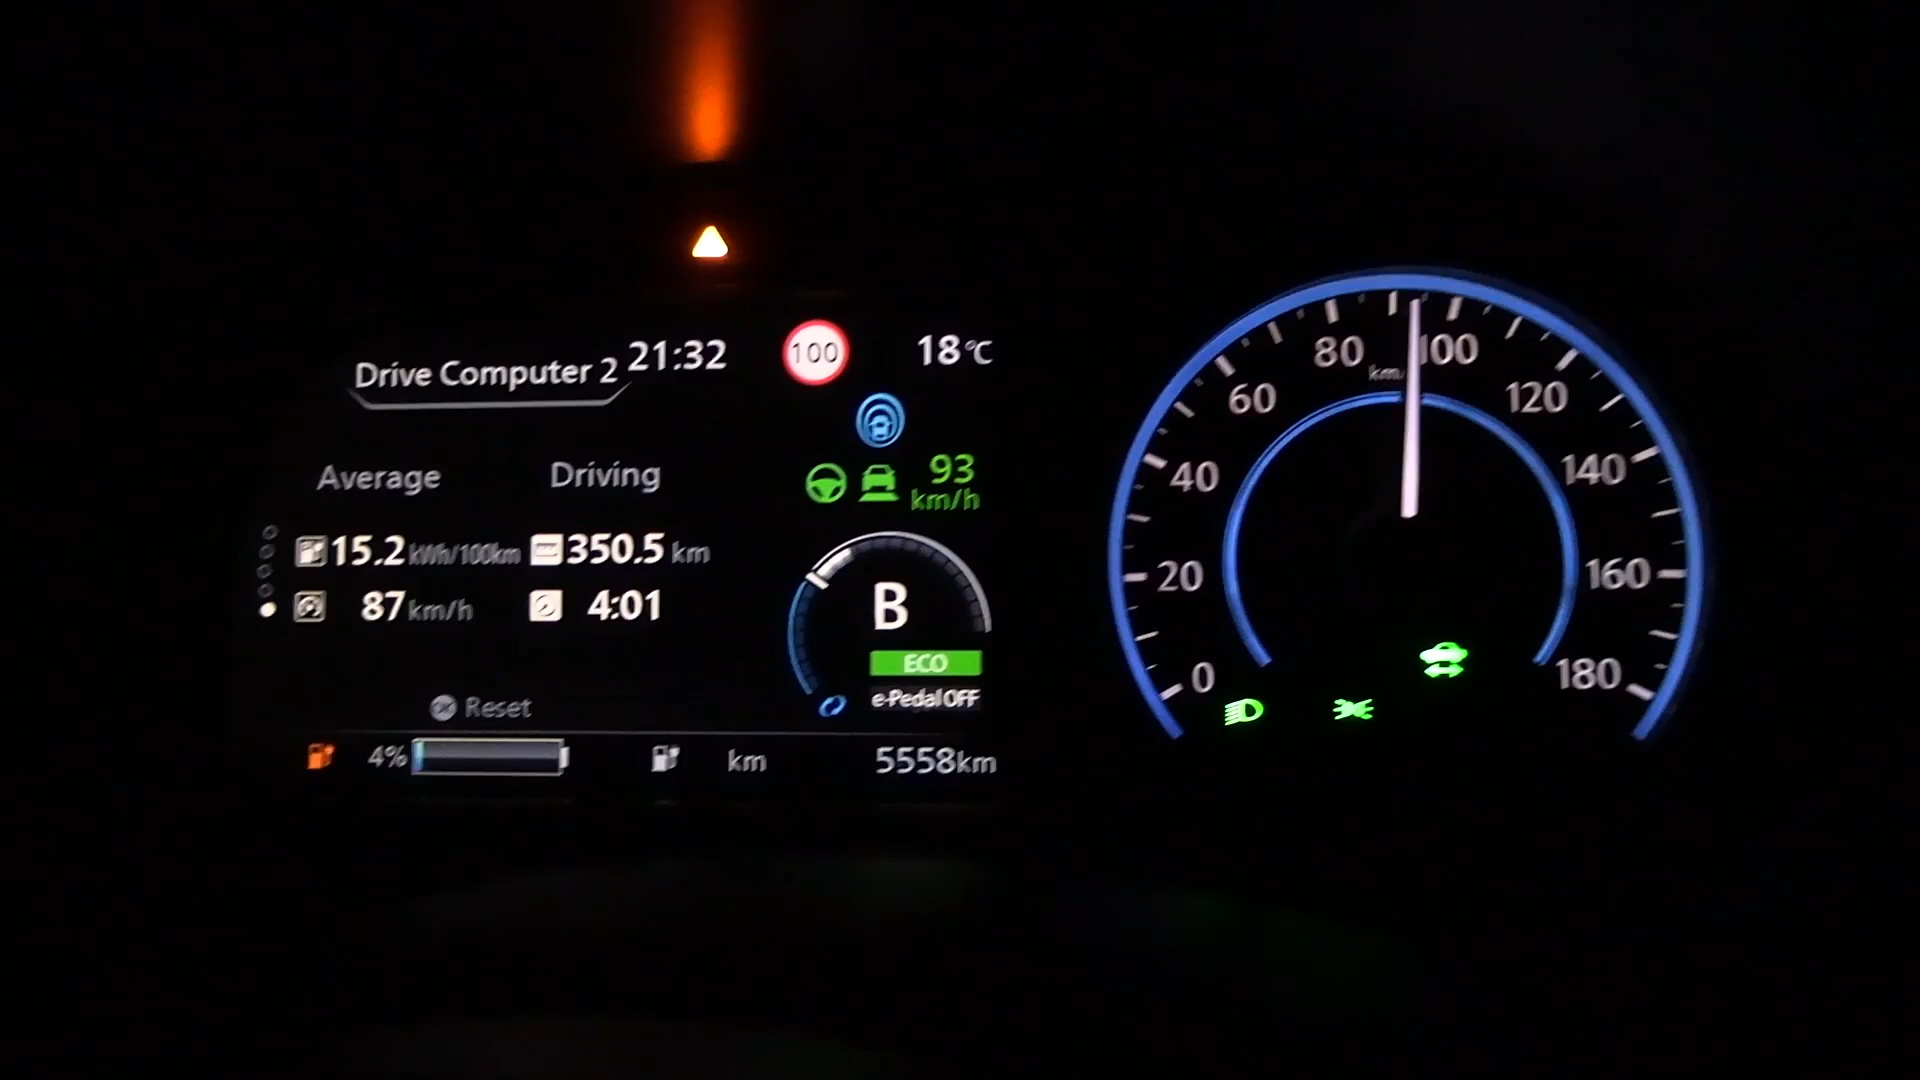 Drive Computer 2 21:32 100 18°C
Average Driving
93
km/h
15.2 kWh/100km 350.5 km
87 km/h 4:01
B
ECO
e-Pedal OFF
OK Reset
4% km 5558km
0
20
40
60
80
100
120
140
160
180